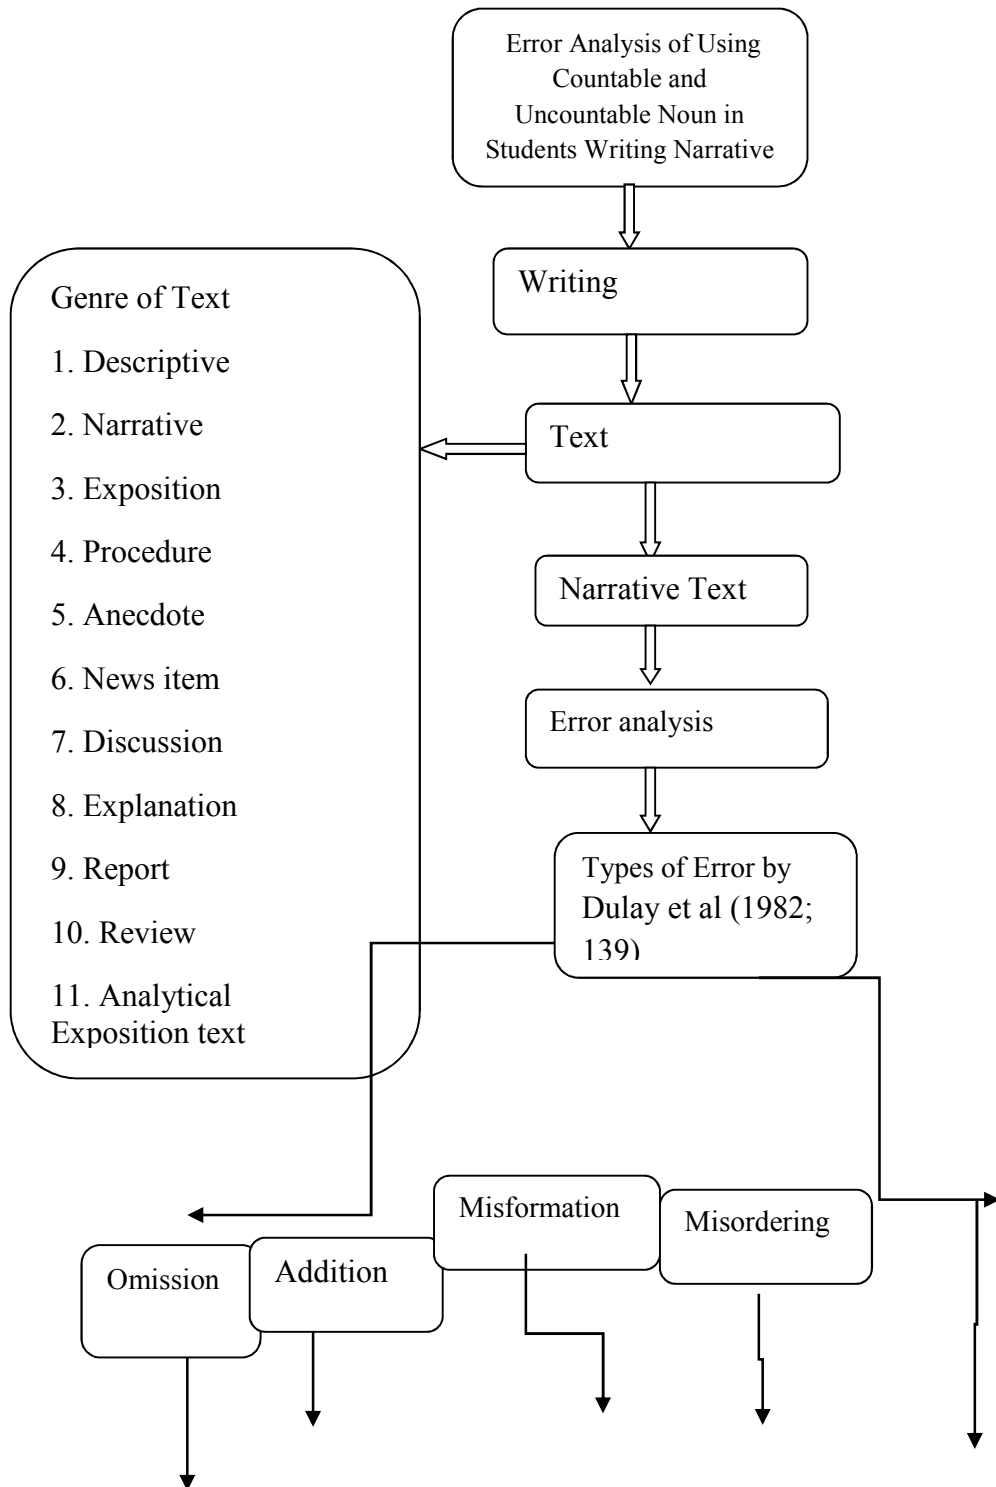 Error Analysis of Using
Countable and
Uncountable Noun in
Students Writing Narrative
Writing
Genre of Text
1. Descriptive
2. Narrative
3. Exposition
4. Procedure
5. Anecdote
6. News item
7. Discussion
8. Explanation
9. Report
10. Review
11. Analytical
Exposition text
Text
Narrative Text
Error analysis
Types of Error by
Dulay et al (1982;
139)
Omission
Addition
Misformation
Misordering